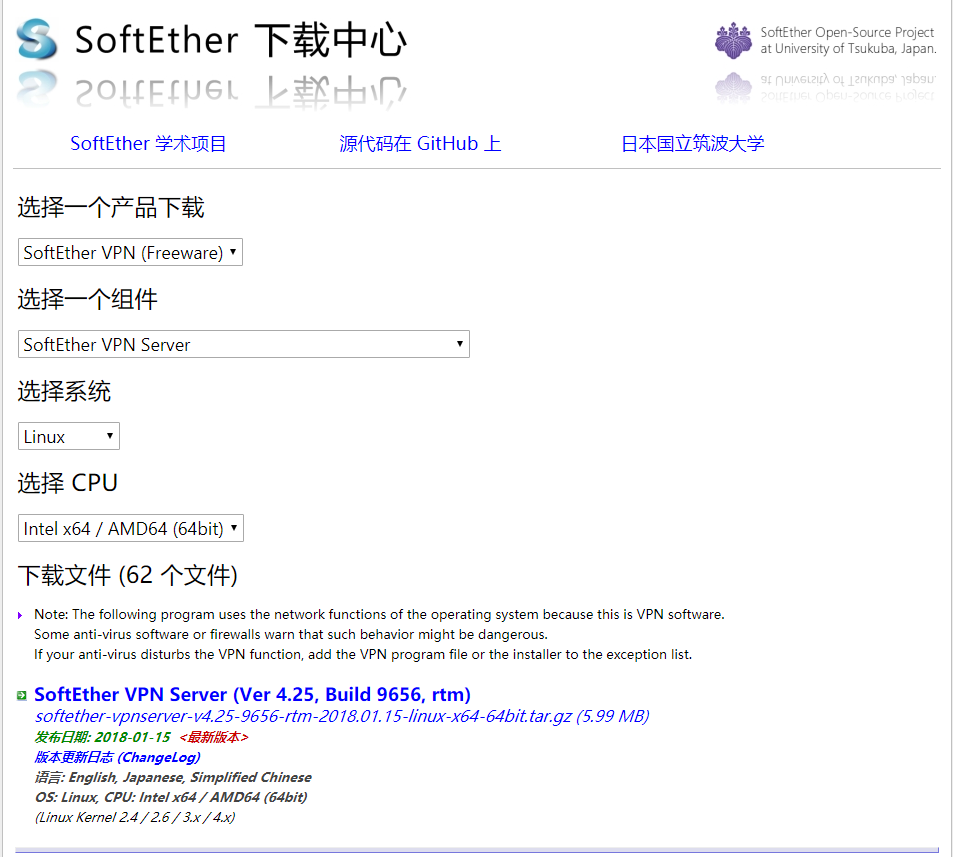 SoftEther 下载中心
SoftEther Open-Source Project
at University of Tsukuba, Japan.
SoftEther 学术项目
源代码在 GitHub 上
日本国立筑波大学
选择一个产品下载
SoftEther VPN (Freeware)
选择一个组件
SoftEther VPN Server
选择系统
Linux
选择 CPU
Intel x64 / AMD64 (64bit)
下载文件 (62 个文件)
Note: The following program uses the network functions of the operating system because this is VPN software.
Some anti-virus software or firewalls warn that such behavior might be dangerous.
If your anti-virus disturbs the VPN function, add the VPN program file or the installer to the exception list.
SoftEther VPN Server (Ver 4.25, Build 9656, rtm)
softether-vpnserver-v4.25-9656-rtm-2018.01.15-linux-x64-64bit.tar.gz (5.99 MB)
发布日期: 2018-01-15 <最新版本>
版本更新日志 (ChangeLog)
语言: English, Japanese, Simplified Chinese
OS: Linux, CPU: Intel x64 / AMD64 (64bit)
(Linux Kernel 2.4 / 2.6 / 3.x / 4.x)